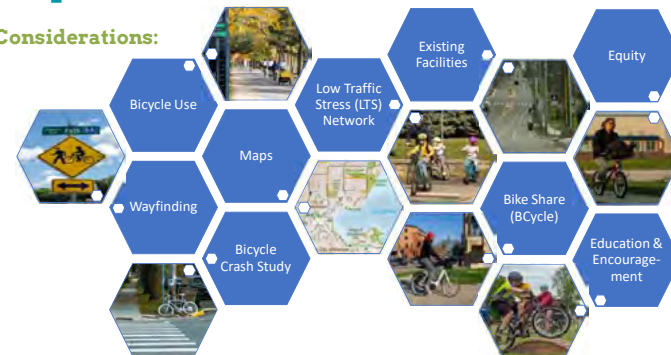 Considerations:
Existing
Facilities
Equity
Bicycle Use
Low Traffic
Stress (LTS)
Network
Maps
Wayfinding
Bike Share
(BCycle)
Bicycle
Crash Study
Education &
Encourage-
ment